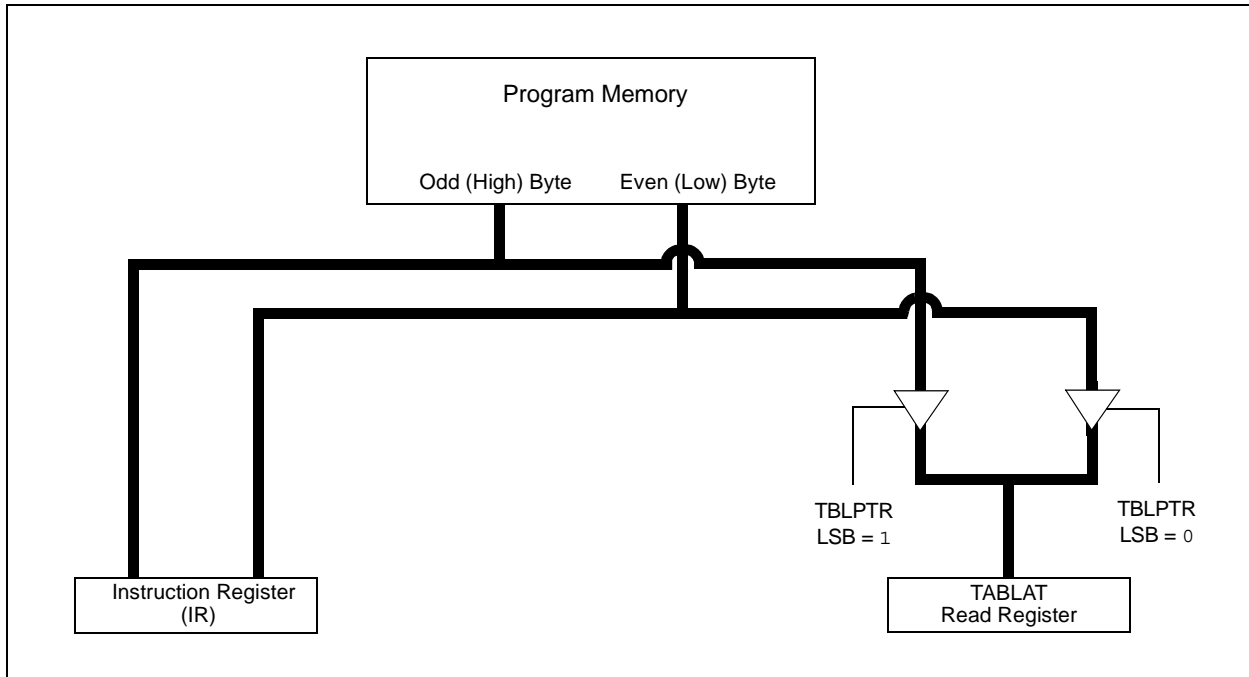 Program Memory
Odd (High) Byte
Even (Low) Byte
TBLPTR
LSB = 1
TBLPTR
LSB = 0
Instruction Register
(IR)
TABLAT
Read Register